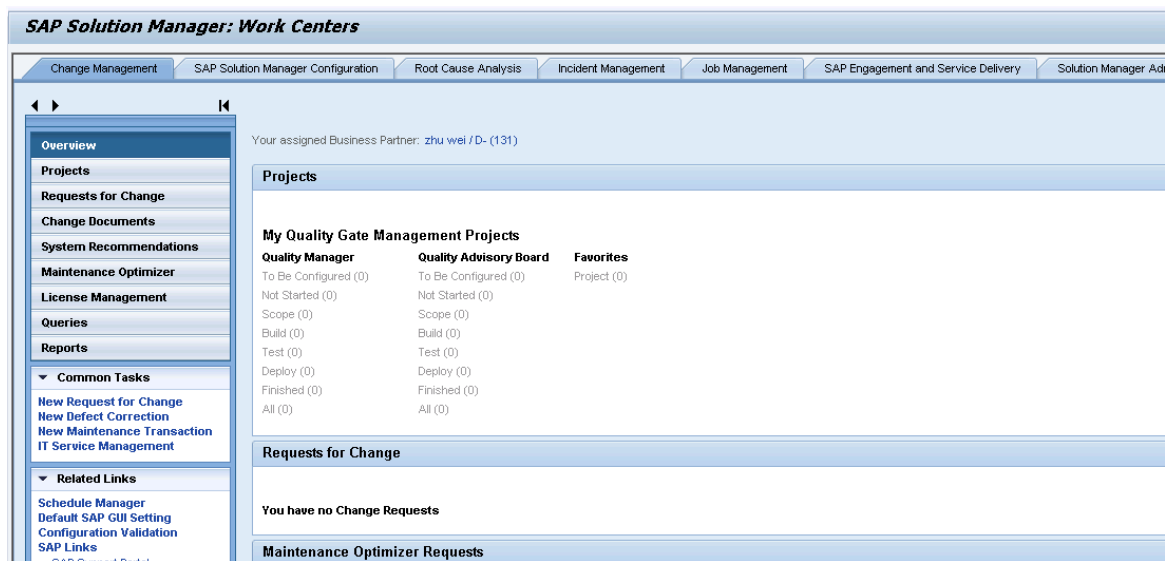 SAP Solution Manager: Work Centers
Change Management SAP Solution Manager Configuration Root Cause Analysis Incident Management Job Management SAP Engagement and Service Delivery Solution Manager
Overview
Projects
Requests for Change
Change Documents
System Recommendations
Maintenance Optimizer
License Management
Queries
Reports
Common Tasks
New Request for Change
New Defect Correction
New Maintenance Transaction
IT Service Management
Related Links
Schedule Manager
Default SAP GUI Setting
Configuration Validation
SAP Links
Your assigned Business Partner: zhu wei / D- (131)
Projects
My Quality Gate Management Projects
Quality Manager Quality Advisory Board Favorites
To Be Configured (0) To Be Configured (0) Project (0)
Not Started (0) Not Started (0)
Scope (0) Scope (0)
Build (0) Build (0)
Test (0) Test (0)
Deploy (0) Deploy (0)
Finished (0) Finished (0)
All (0) All (0)
Requests for Change
You have no Change Requests
Maintenance Optimizer Requests